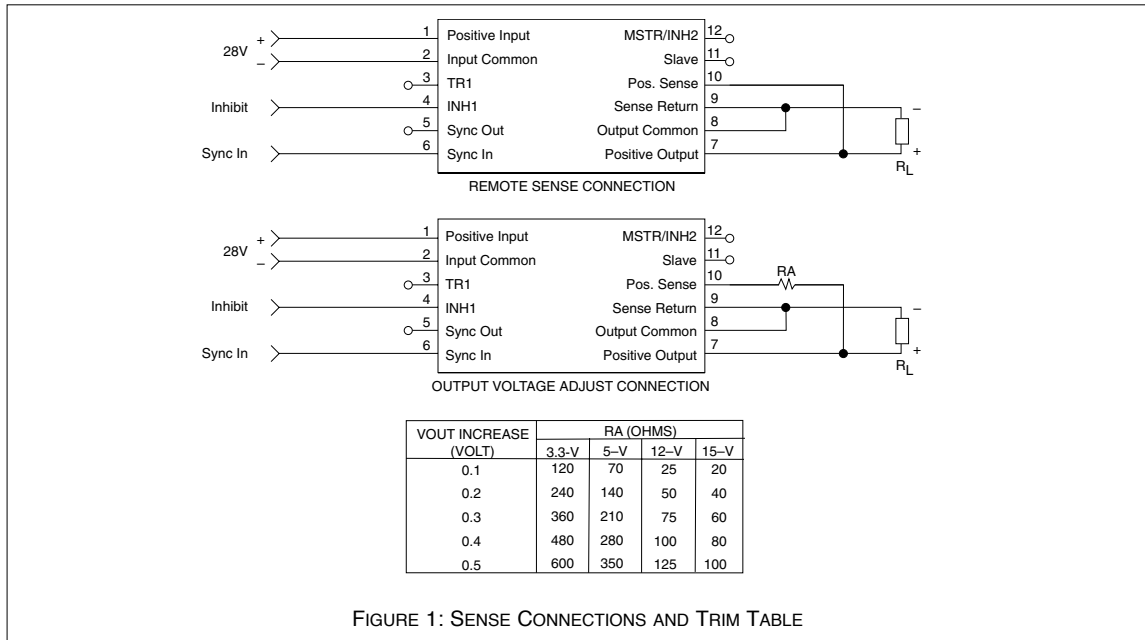 28V
+
–
Inhibit
Sync In
1 Positive Input
2 Input Common
3 TR1
4 INH1
5 Sync Out
6 Sync In
MSTR/INH2 12
Slave 11
Pos. Sense 10
Sense Return 9
Output Common 8
Positive Output 7
–
+
RL
REMOTE SENSE CONNECTION
28V
+
–
Inhibit
Sync In
1 Positive Input
2 Input Common
3 TR1
4 INH1
5 Sync Out
6 Sync In
MSTR/INH2 12
Slave 11
Pos. Sense 10
Sense Return 9
Output Common 8
Positive Output 7
RA
–
+
RL
OUTPUT VOLTAGE ADJUST CONNECTION
VOUT INCREASE (VOLT) RA (OHMS)
3.3-V 5–V 12–V 15–V
0.1 120 70 25 20
0.2 240 140 50 40
0.3 360 210 75 60
0.4 480 280 100 80
0.5 600 350 125 100
FIGURE 1: SENSE CONNECTIONS AND TRIM TABLE